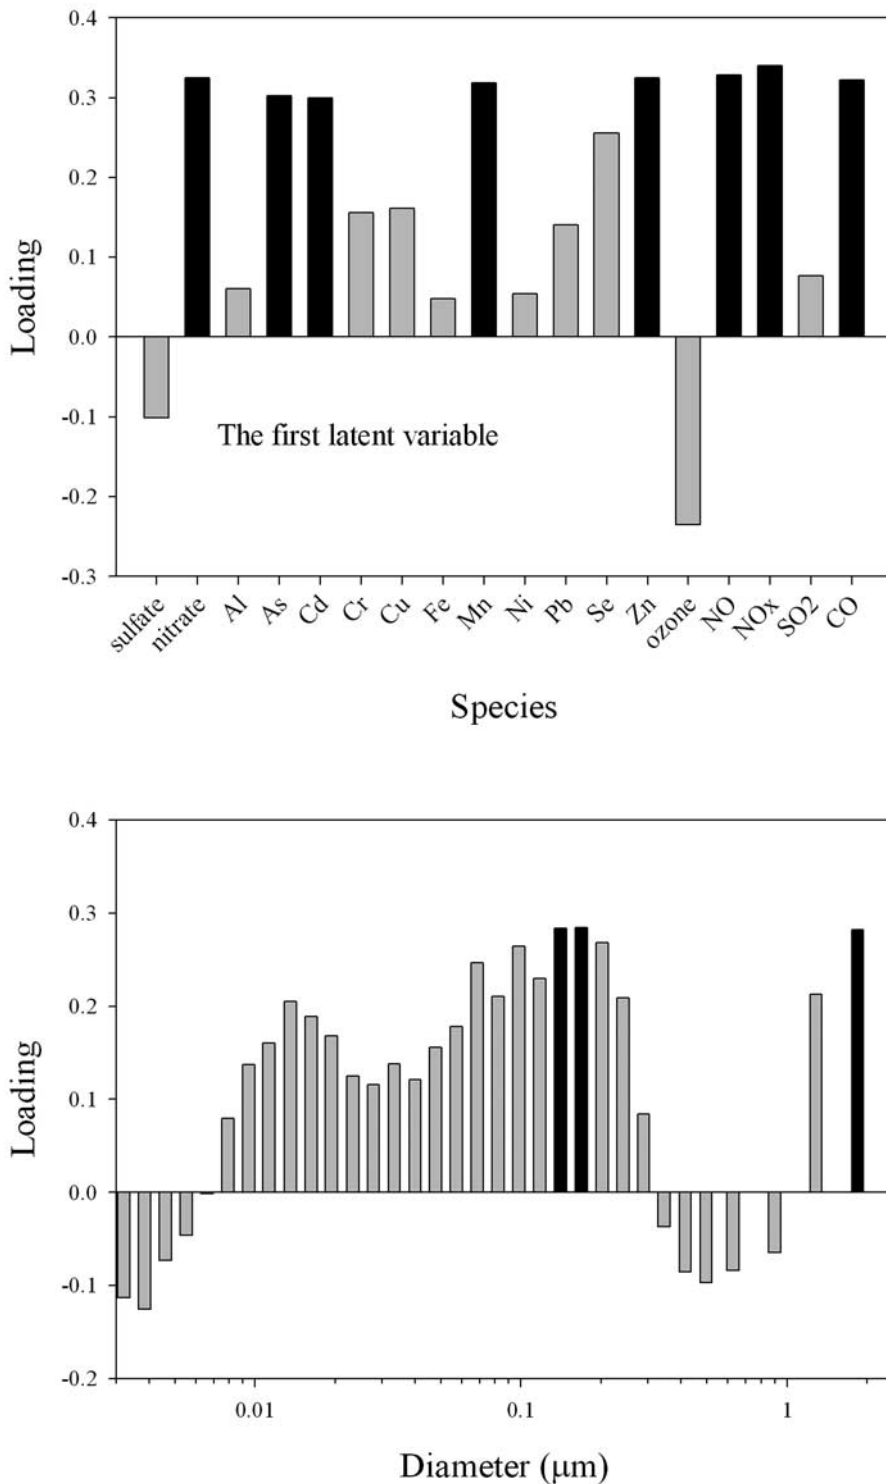 0.4
0.3
0.2
0.1
0.0
-0.1
-0.2
-0.3
Loading
The first latent variable
sulfate nitrate Al As Cd Cr Cu Fe Mn Ni Pb Se Zn ozone NO NOx SO2 CO
Species
0.4
0.3
0.2
0.1
0.0
-0.1
-0.2
Loading
0.01 0.1 1
Diameter (μm)